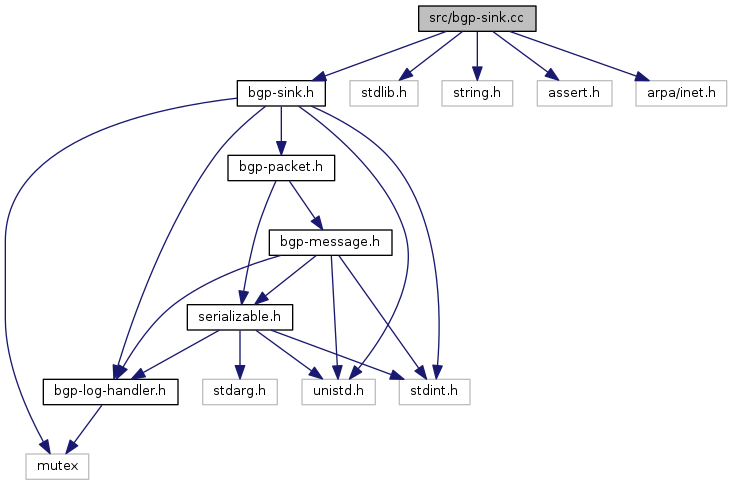 src/bgp-sink.cc
bgp-sink.h
stdlib.h
string.h
assert.h
arpa/inet.h
bgp-packet.h
bgp-message.h
serializable.h
bgp-log-handler.h
stdarg.h
unistd.h
stdint.h
mutex